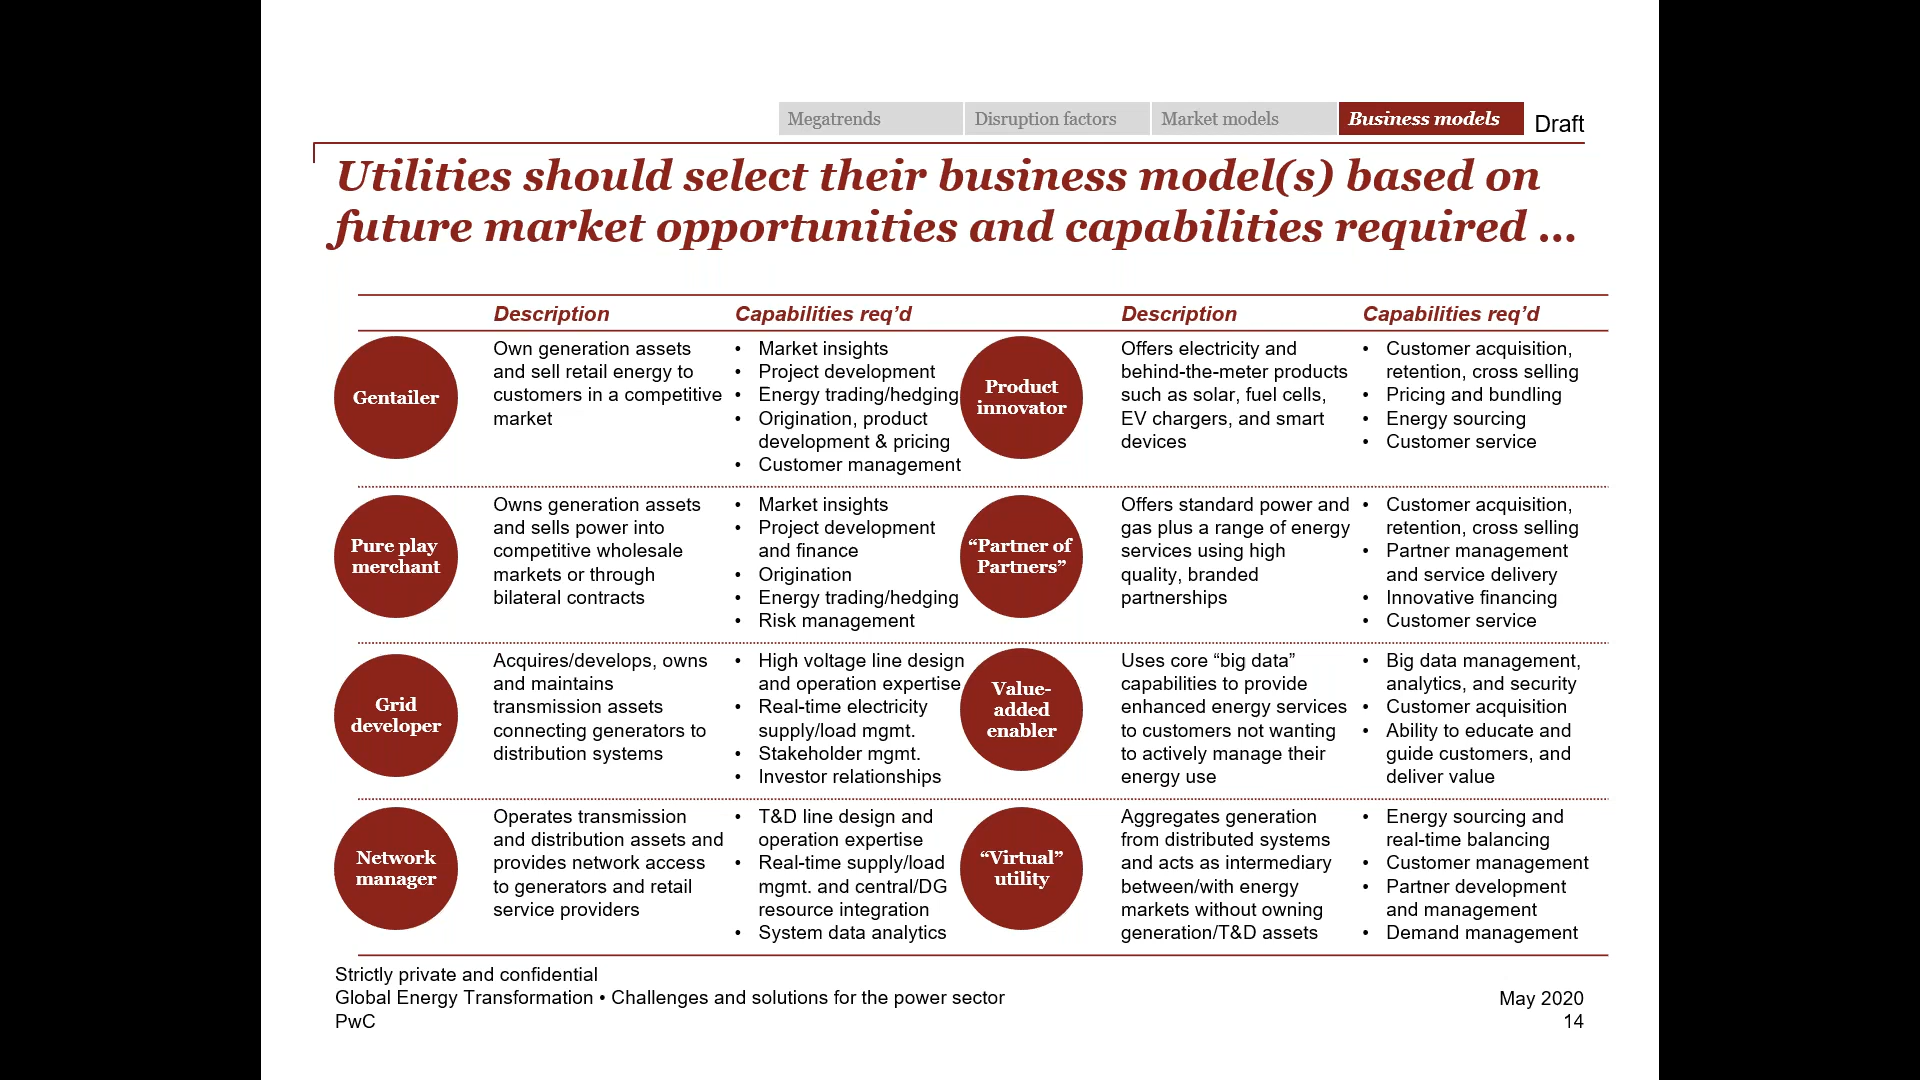 Megatrends
Disruption factors
Market models
Business models
Draft
Utilities should select their business model(s) based on
future market opportunities and capabilities required ...
Description
Capabilities req’d
Description
Capabilities req’d
Gentailer
Own generation assets
and sell retail energy to
customers in a competitive
market
• Market insights
• Project development
• Energy trading/hedging
• Origination, product
development & pricing
• Customer management
Product
innovator
Offers electricity and
behind-the-meter products
such as solar, fuel cells,
EV chargers, and smart
devices
• Customer acquisition,
retention, cross selling
• Pricing and bundling
• Energy sourcing
• Customer service
Pure play
merchant
Owns generation assets
and sells power into
competitive wholesale
markets or through
bilateral contracts
• Market insights
• Project development
and finance
• Origination
• Energy trading/hedging
• Risk management
“Partner of
Partners”
Offers standard power and
gas plus a range of energy
services using high
quality, branded
partnerships
• Customer acquisition,
retention, cross selling
• Partner management
and service delivery
• Innovative financing
• Customer service
Grid
developer
Acquires/develops, owns
and maintains
transmission assets
connecting generators to
distribution systems
• High voltage line design
and operation expertise
• Real-time electricity
supply/load mgmt.
• Stakeholder mgmt.
• Investor relationships
Value-
added
enabler
Uses core “big data”
capabilities to provide
enhanced energy services
to customers not wanting
to actively manage their
energy use
• Big data management,
analytics, and security
• Customer acquisition
• Ability to educate and
guide customers, and
deliver value
Network
manager
Operates transmission
and distribution assets and
provides network access
to generators and retail
service providers
• T&D line design and
operation expertise
• Real-time supply/load
mgmt. and central/DG
resource integration
• System data analytics
“Virtual”
utility
Aggregates generation
from distributed systems
and acts as intermediary
between/with energy
markets without owning
generation/T&D assets
• Energy sourcing and
real-time balancing
• Customer management
• Partner development
and management
• Demand management
Strictly private and confidential
Global Energy Transformation • Challenges and solutions for the power sector
PwC
May 2020
14